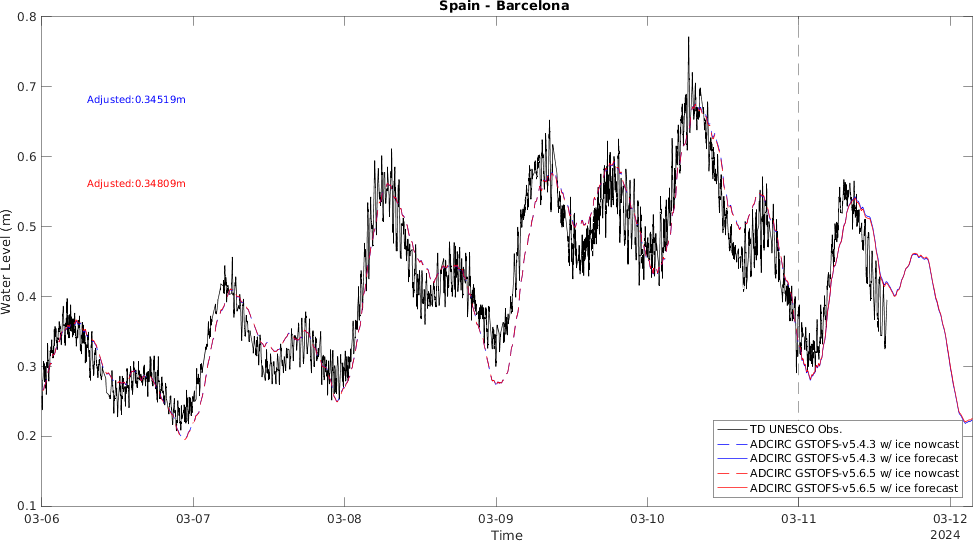 Spain - Barcelona
0.8
0.7
0.6
0.5
0.4
0.3
0.2
0.1
Water Level (m)
Adjusted:0.34519m
Adjusted:0.34809m
TD UNESCO Obs.
ADCIRC GSTOFS-v5.4.3 w/ ice nowcast
ADCIRC GSTOFS-v5.4.3 w/ ice forecast
ADCIRC GSTOFS-v5.6.5 w/ ice nowcast
ADCIRC GSTOFS-v5.6.5 w/ ice forecast
03-06 03-07 03-08 03-09 03-10 03-11 03-12
Time
2024